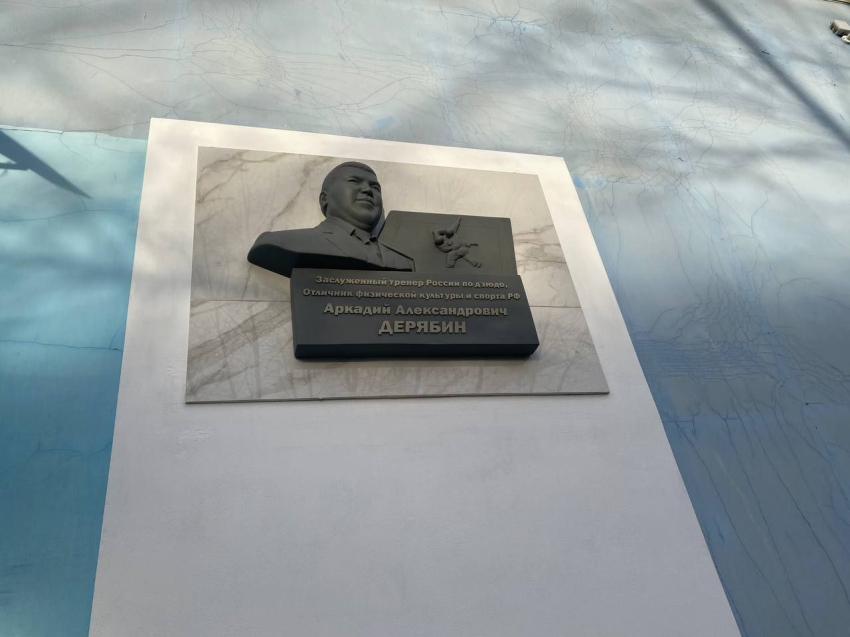 Заслуженный тренер России по дзюдо,
Отличник физической культуры и спорта РФ
Аркадий Александрович
ДЕРЯБИН